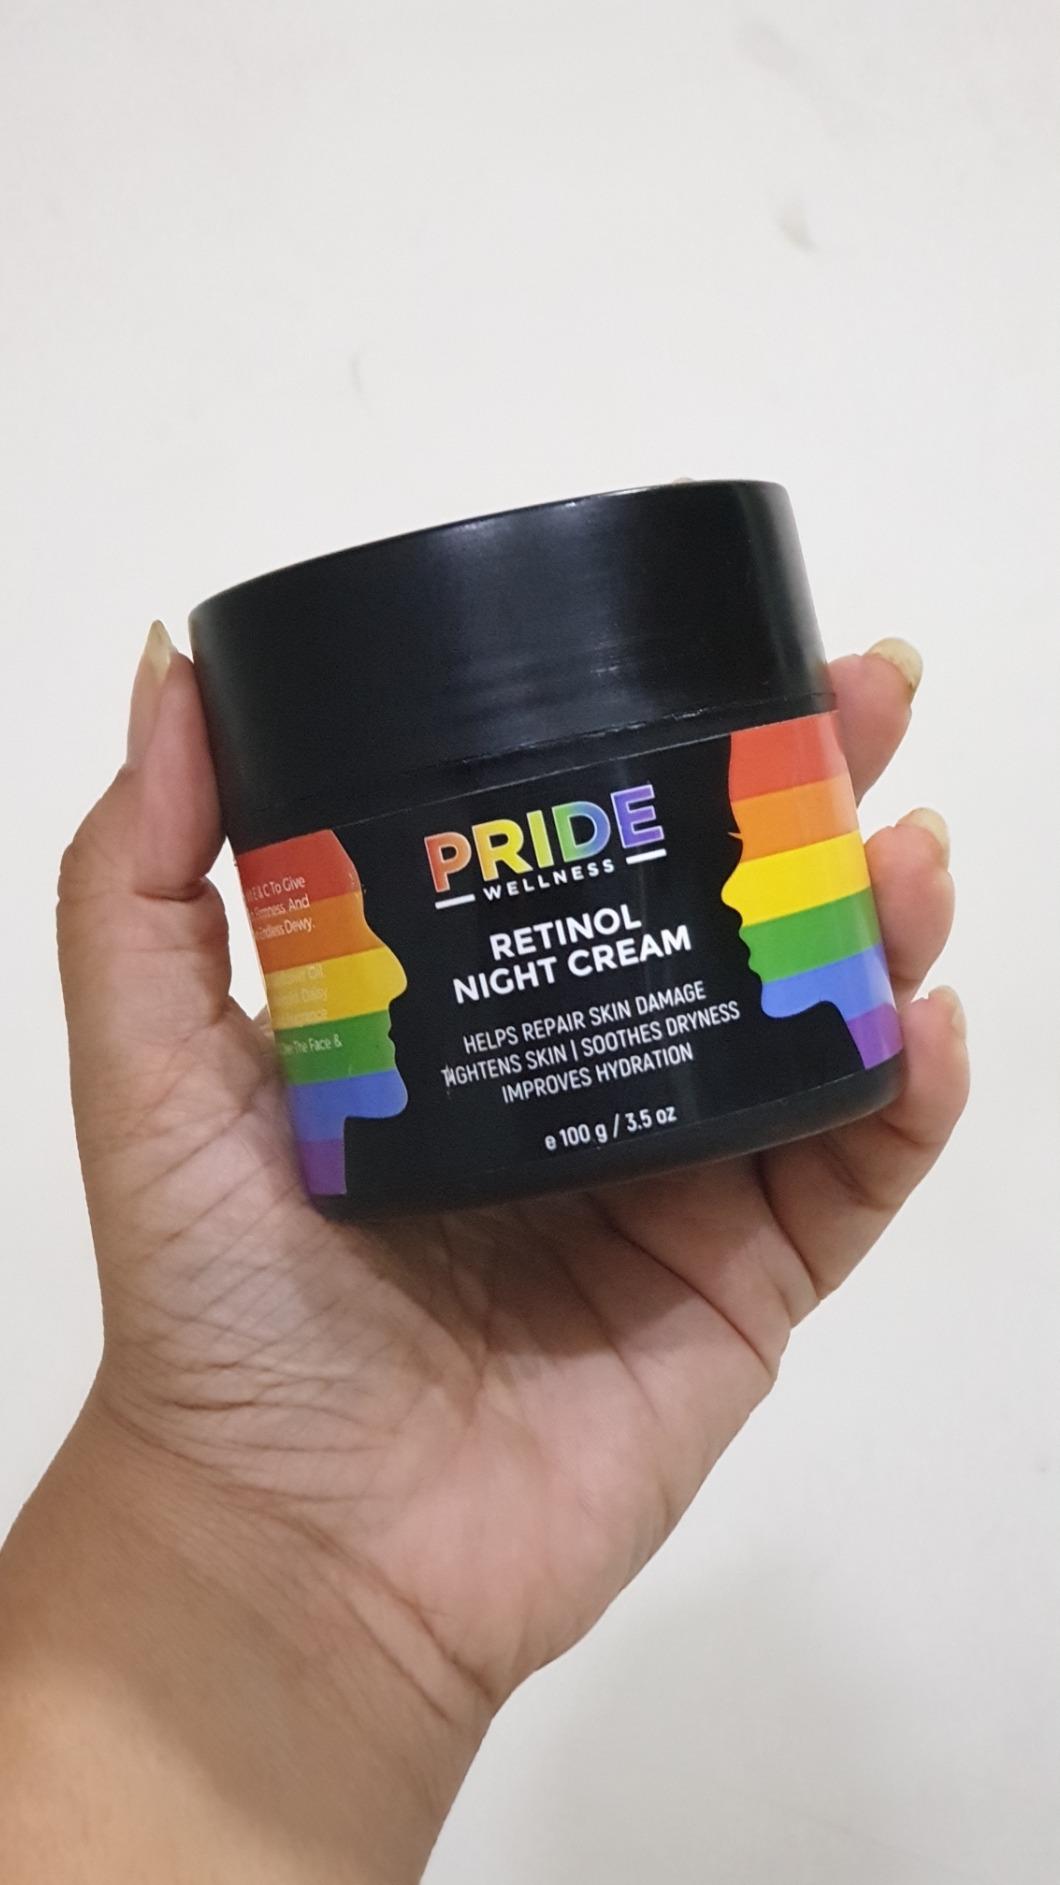 PRIDE
WELLNESS
RETINOL
NIGHT CREAM
HELPS REPAIR SKIN DAMAGE
TIGHTENS SKIN | SOOTHES DRYNESS
IMPROVES HYDRATION
e 100 g / 3.5 oz
E & C To Give
Firmness And
Endless Dewy.
Oil
Daisy
The Face &